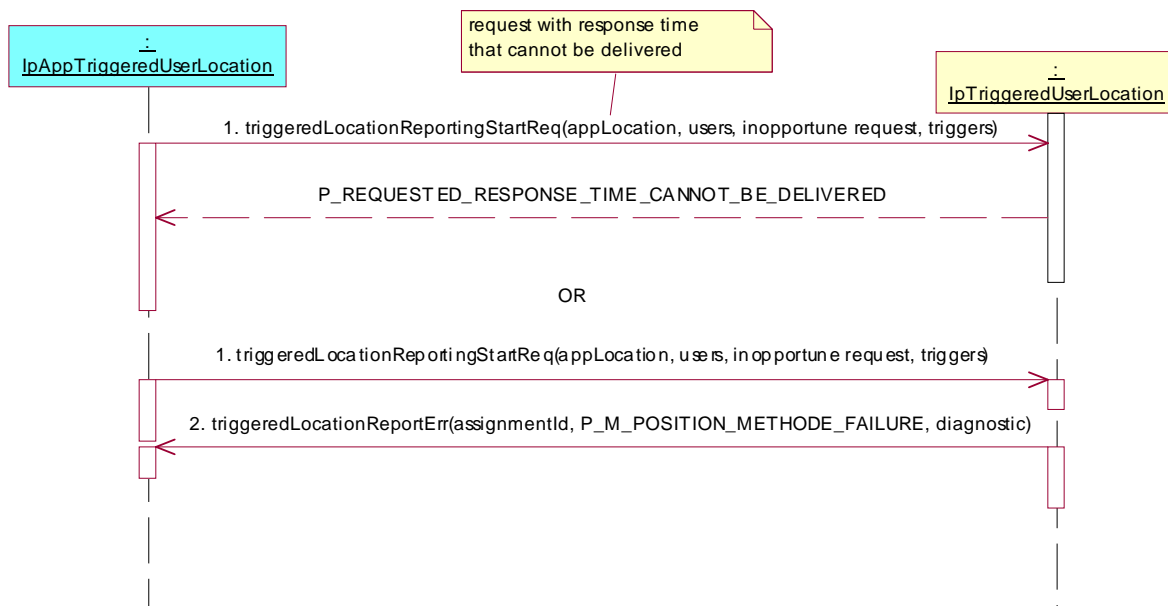 request with response time
that cannot be delivered
:
IpAppTriggeredUserLocation
:
IpTriggeredUserLocation
1. triggeredLocationReportingStartReq(appLocation, users, inopportune request, triggers)
P_REQUESTED_RESPONSE_TIME_CANNOT_BE_DELIVERED
OR
1. triggeredLocationReportingStartReq(appLocation, users, inopportune request, triggers)
2. triggeredLocationReportErr(assignmentId, P_M_POSITION_METHODE_FAILURE, diagnostic)